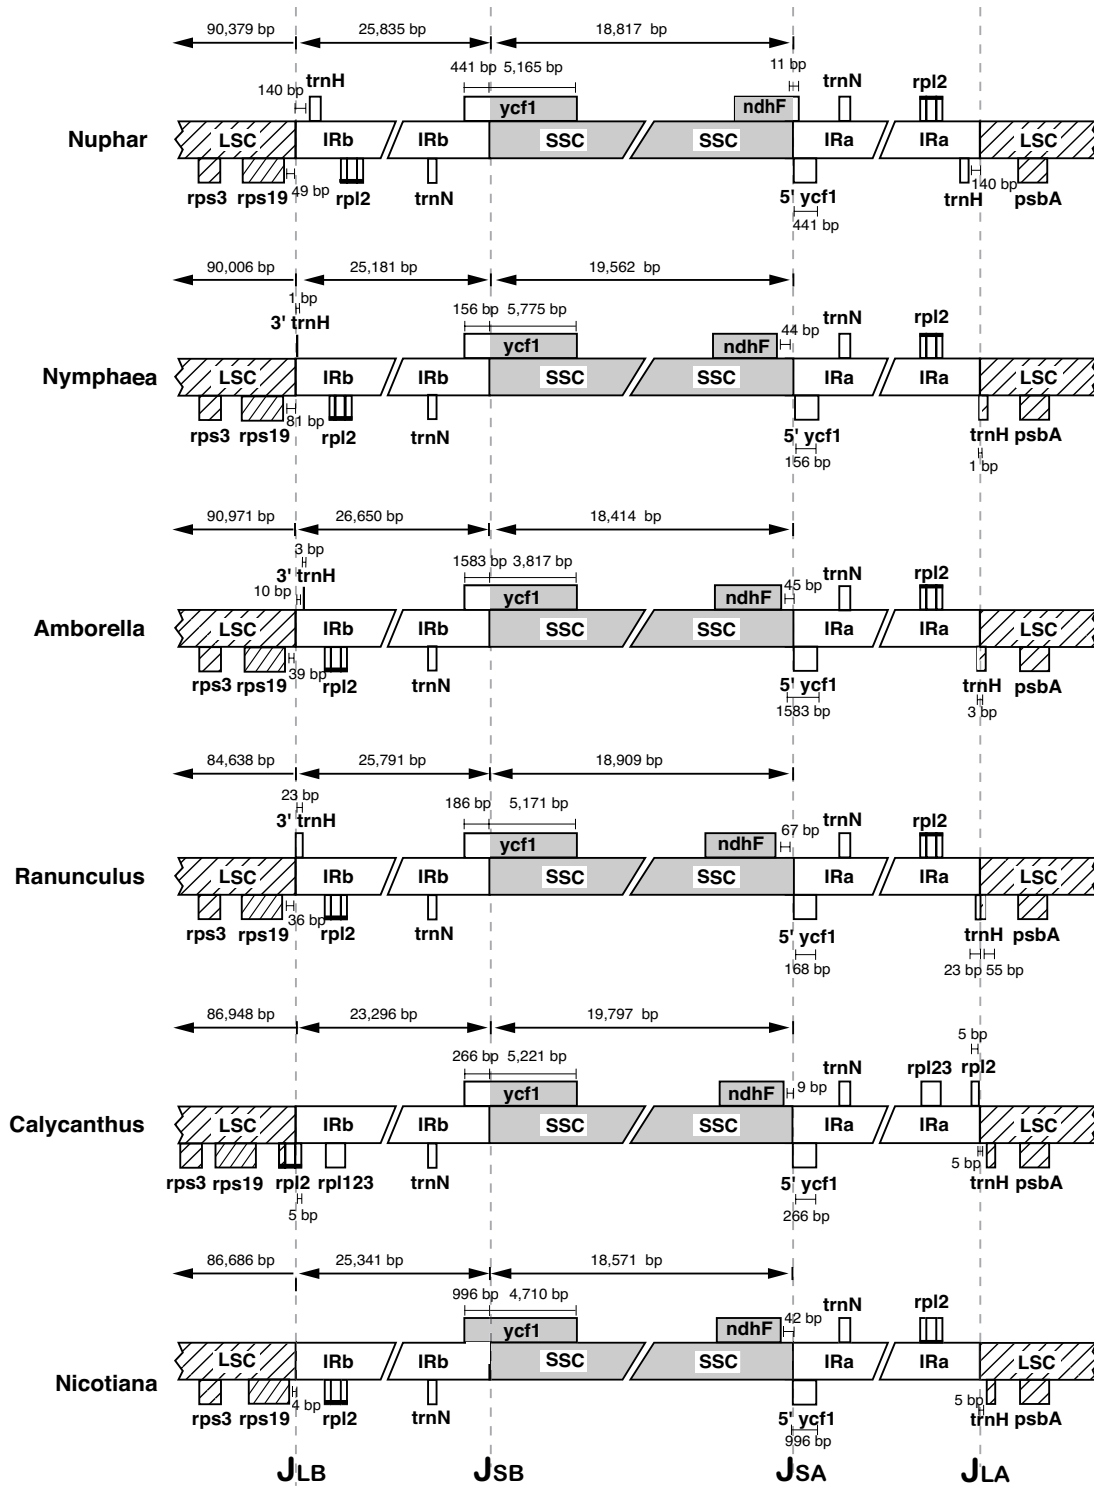 90,379 bp 25,835 bp 18,817 bp
441 bp 5,165 bp 11 bp
140 bp trnH trnN rpl2
ycf1 ndhF
Nuphar LSC IRb IRb SSC SSC IRa IRa LSC
rps3 rps19 49 bp rpl2 trnN 5' ycf1 trnH 140 bp psbA
441 bp
90,006 bp 25,181 bp 19,562 bp
1 bp 156 bp 5,775 bp
3' trnH 44 bp trnN rpl2
ycf1 ndhF
Nymphaea LSC IRb IRb SSC SSC IRa IRa LSC
rps3 rps19 81 bp rpl2 trnN 5' ycf1 trnH psbA
156 bp 1 bp
90,971 bp 26,650 bp 18,414 bp
3 bp 1583 bp 3,817 bp
3' trnH trnN rpl2
10 bp ycf1 ndhF 45 bp
Amborella LSC IRb IRb SSC SSC IRa IRa LSC
rps3 rps19 39 bp rpl2 trnN 5' ycf1 trnH psbA
1583 bp 3 bp
84,638 bp 25,791 bp 18,909 bp
23 bp 186 bp 5,171 bp
3' trnH 67 bp trnN rpl2
ycf1 ndhF
Ranunculus LSC IRb IRb SSC SSC IRa IRa LSC
rps3 rps19 36 bp rpl2 trnN 5' ycf1 trnH psbA
168 bp 23 bp 55 bp
86,948 bp 23,296 bp 19,797 bp
266 bp 5,221 bp 5 bp
trnN rpl23 rpl2
ycf1 ndhF 9 bp
Calycanthus LSC IRb IRb SSC SSC IRa IRa LSC
5 bp
rps3 rps19 rpl2 rpl123 trnN 5' ycf1 trnH psbA
5 bp 266 bp
86,686 bp 25,341 bp 18,571 bp
996 bp 4,710 bp trnN rpl2
ycf1 ndhF 42 bp
Nicotiana LSC IRb IRb SSC SSC IRa IRa LSC
rps3 rps19 4 bp rpl2 trnN 5' ycf1 5 bp trnH psbA
996 bp
JLB JSB JSA JLA